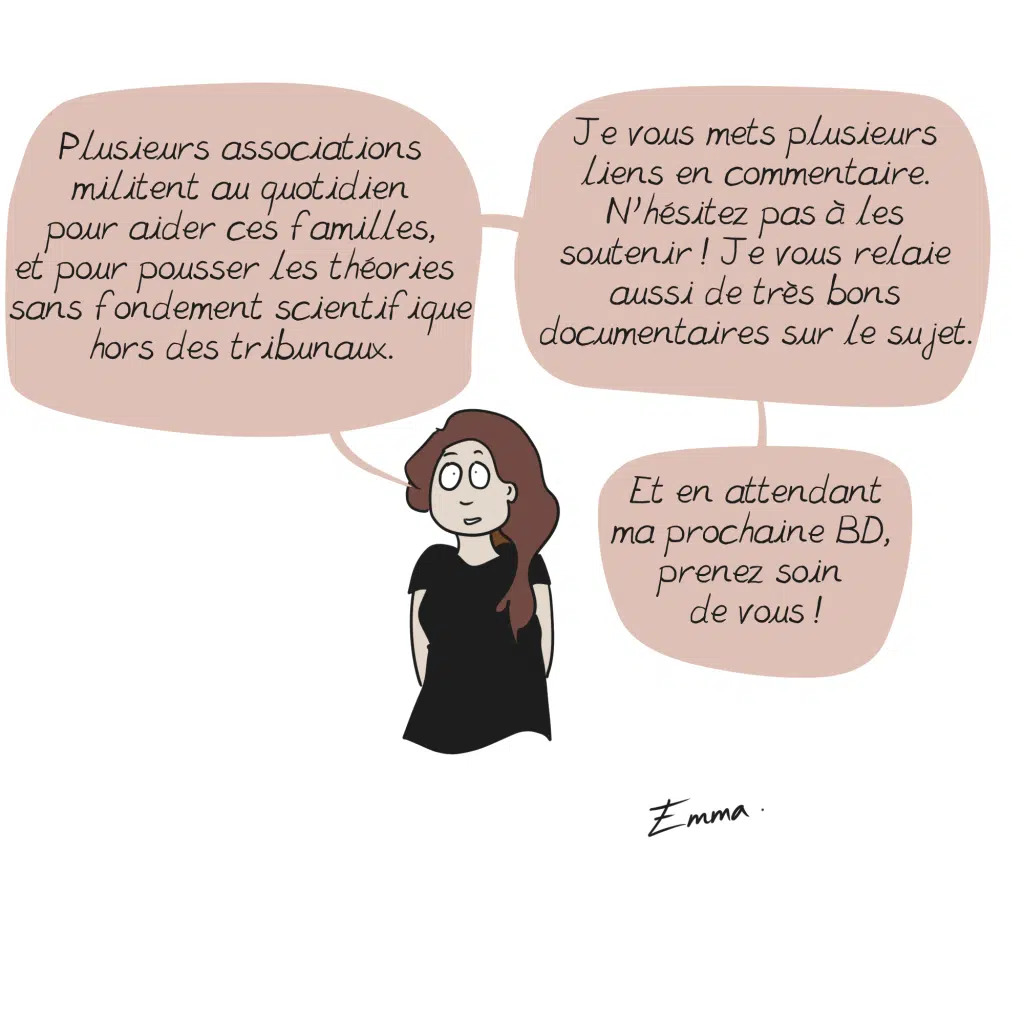 Plusieurs associations
militent au quotidien
pour aider ces familles,
et pour pousser les théories
sans fondement scientifique
hors des tribunaux.
Je vous mets plusieurs
liens en commentaire.
N'hésitez pas à les
soutenir ! Je vous relaie
aussi de très bons
documentaires sur le sujet.
Et en attendant
ma prochaine BD,
prenez soin
de vous !
Emma.